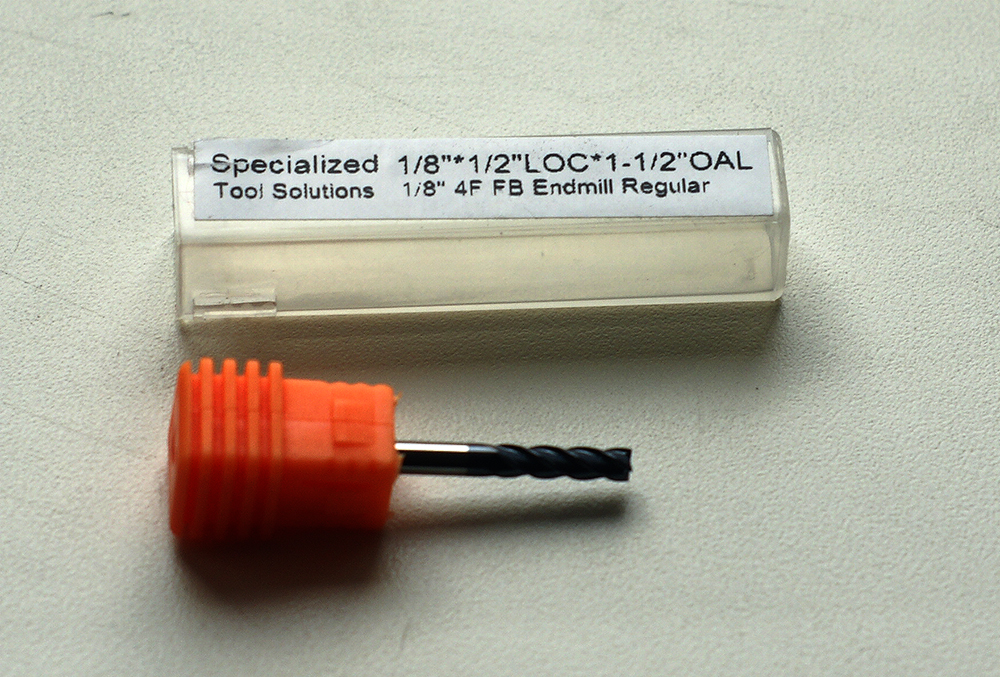 Specialized 1/8"*1/2"LOC*1-1/2"OAL
Tool Solutions 1/8" 4F FB Endmill Regular